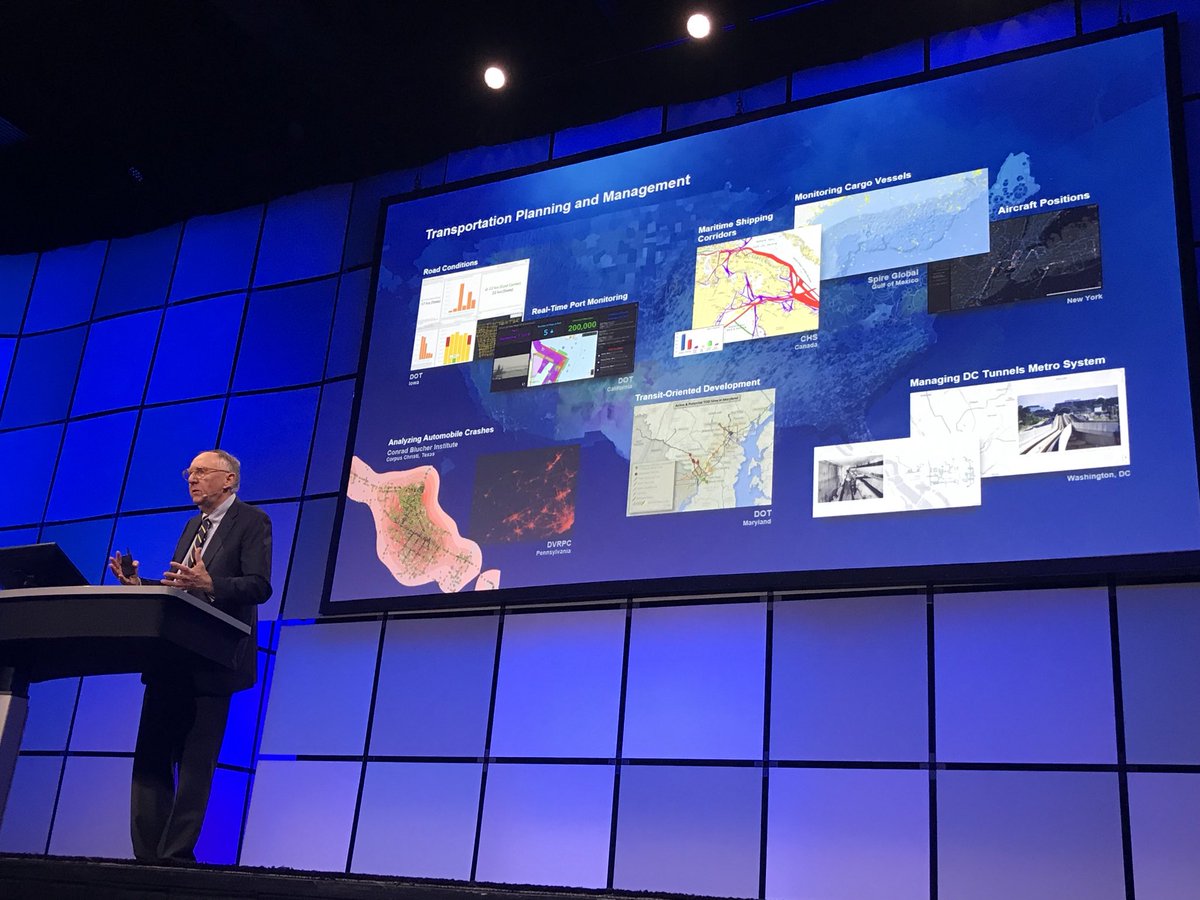 Transportation Planning and Management
Road Conditions
DOT
Iowa
Real-Time Port Monitoring
200,000
DOT
California
Maritime Shipping
Corridors
CHS
Canada
Monitoring Cargo Vessels
Spire Global
Gulf of Mexico
Aircraft Positions
New York
Analyzing Automobile Crashes
Conrad Blucher Institute
Corpus Christi, Texas
DVRPC
Pennsylvania
Transit-Oriented Development
DOT
Maryland
Managing DC Tunnels Metro System
Washington, DC